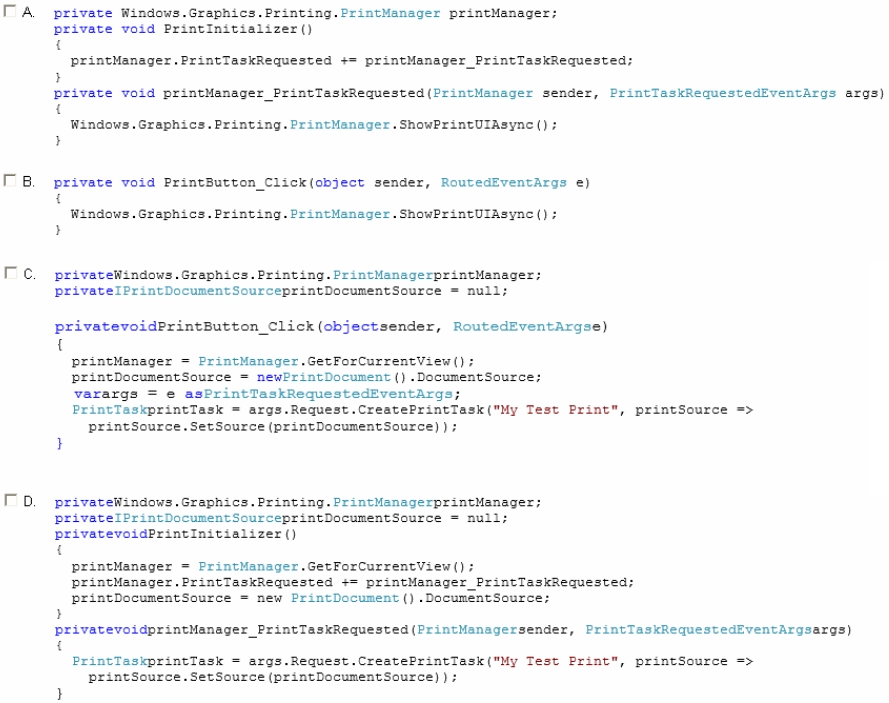 A. private Windows.Graphics.Printing.PrintManager printManager;
private void PrintInitializer()
{
printManager.PrintTaskRequested += printManager_PrintTaskRequested;
}
private void printManager_PrintTaskRequested(PrintManager sender, PrintTaskRequestedEventArgs args)
{
Windows.Graphics.Printing.PrintManager.ShowPrintUIAsync();
}
B. private void PrintButton_Click(object sender, RoutedEventArgs e)
{
Windows.Graphics.Printing.PrintManager.ShowPrintUIAsync();
}
C. privateWindows.Graphics.Printing.PrintManagerprintManager;
privateIPrintDocumentSourceprintDocumentSource = null;
privatevoidPrintButton_Click(objectsender, RoutedEventArgse)
{
printManager = PrintManager.GetForCurrentView();
printDocumentSource = newPrintDocument().DocumentSource;
varargs = e asPrintTaskRequestedEventArgs;
PrintTaskprintTask = args.Request.CreatePrintTask("My Test Print", printSource =>
printSource.SetSource(printDocumentSource));
}
D. privateWindows.Graphics.Printing.PrintManagerprintManager;
privateIPrintDocumentSourceprintDocumentSource = null;
privatevoidPrintInitializer()
{
printManager = PrintManager.GetForCurrentView();
printManager.PrintTaskRequested += printManager_PrintTaskRequested;
printDocumentSource = new PrintDocument().DocumentSource;
}
privatevoidprintManager_PrintTaskRequested(PrintManagersender, PrintTaskRequestedEventArgsargs)
{
PrintTaskprintTask = args.Request.CreatePrintTask("My Test Print", printSource =>
printSource.SetSource(printDocumentSource));
}